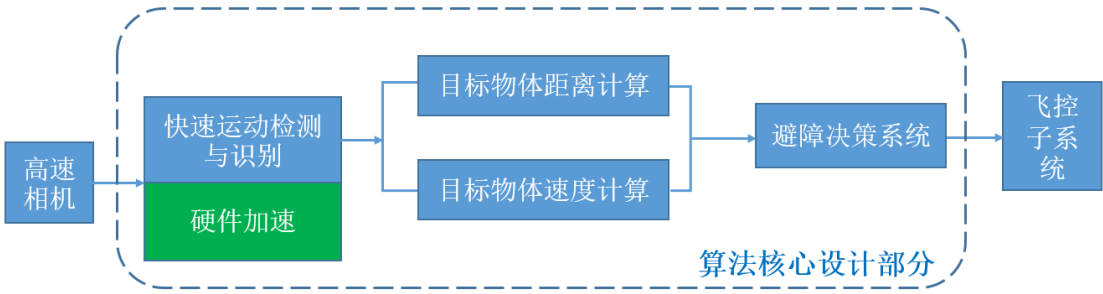 高速
相机
快速运动检测
与识别
硬件加速
目标物体距离计算
目标物体速度计算
避障决策系统
飞控
子系
统
算法核心设计部分